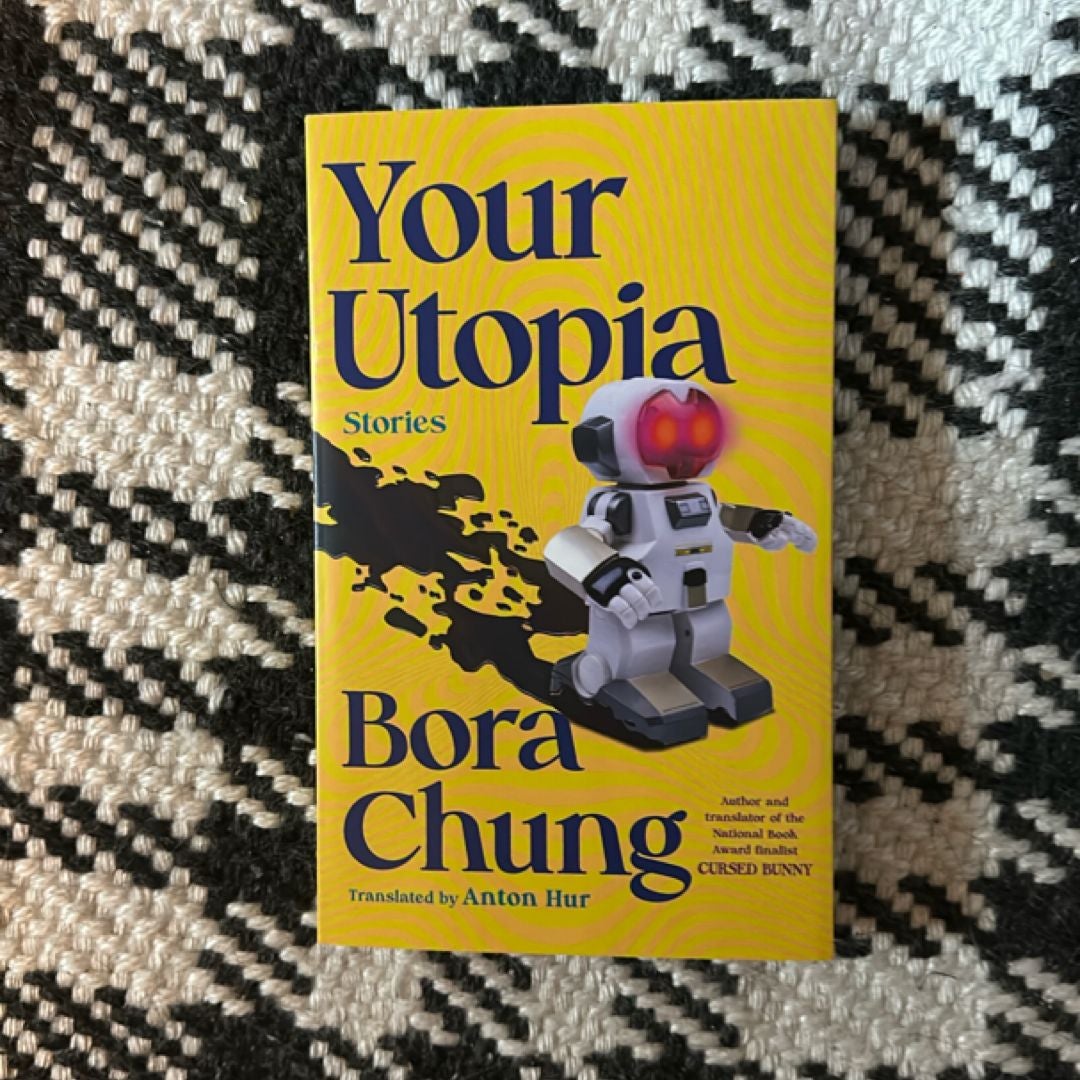 Your
Utopia
Stories
Bora
Chung
Author and
translator of the
National Book
Award finalist
CURSED BUNNY
Translated by Anton Hur